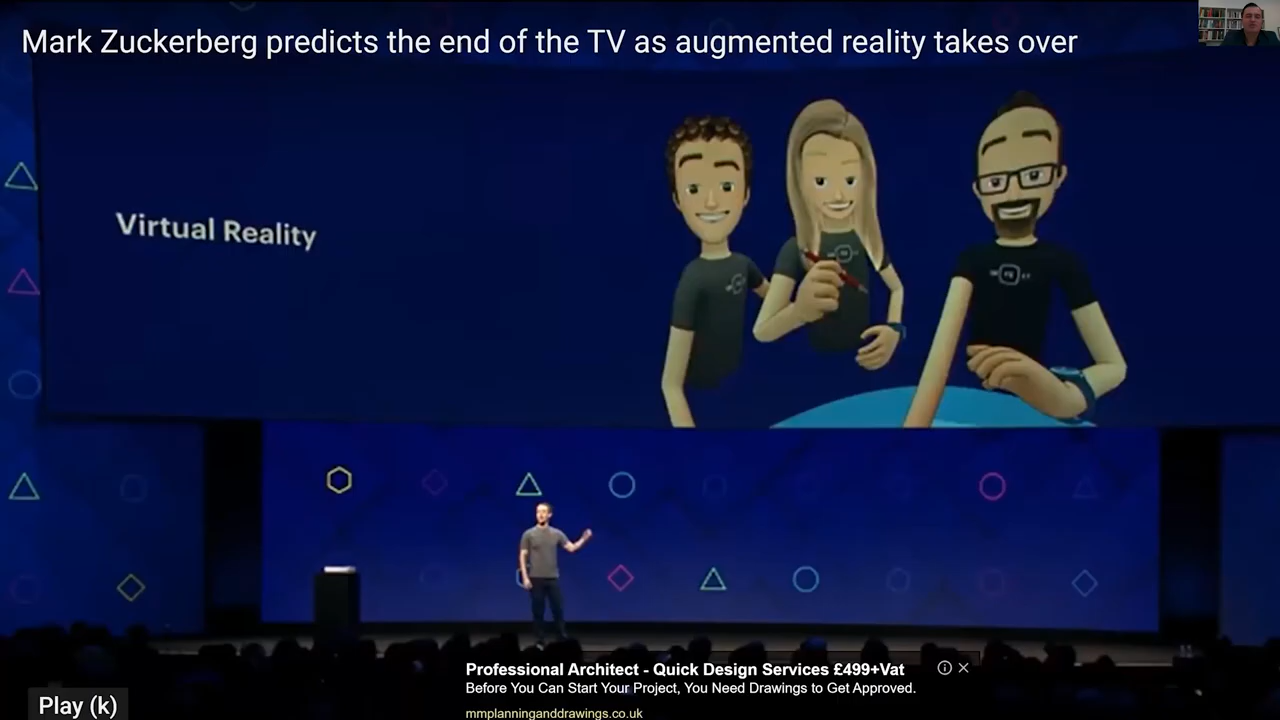 Mark Zuckerberg predicts the end of the TV as augmented reality takes over
Virtual Reality
Professional Architect - Quick Design Services £499+Vat
Before You Can Start Your Project, You Need Drawings to Get Approved.
mmplanninganddrawings.co.uk
Play (k)